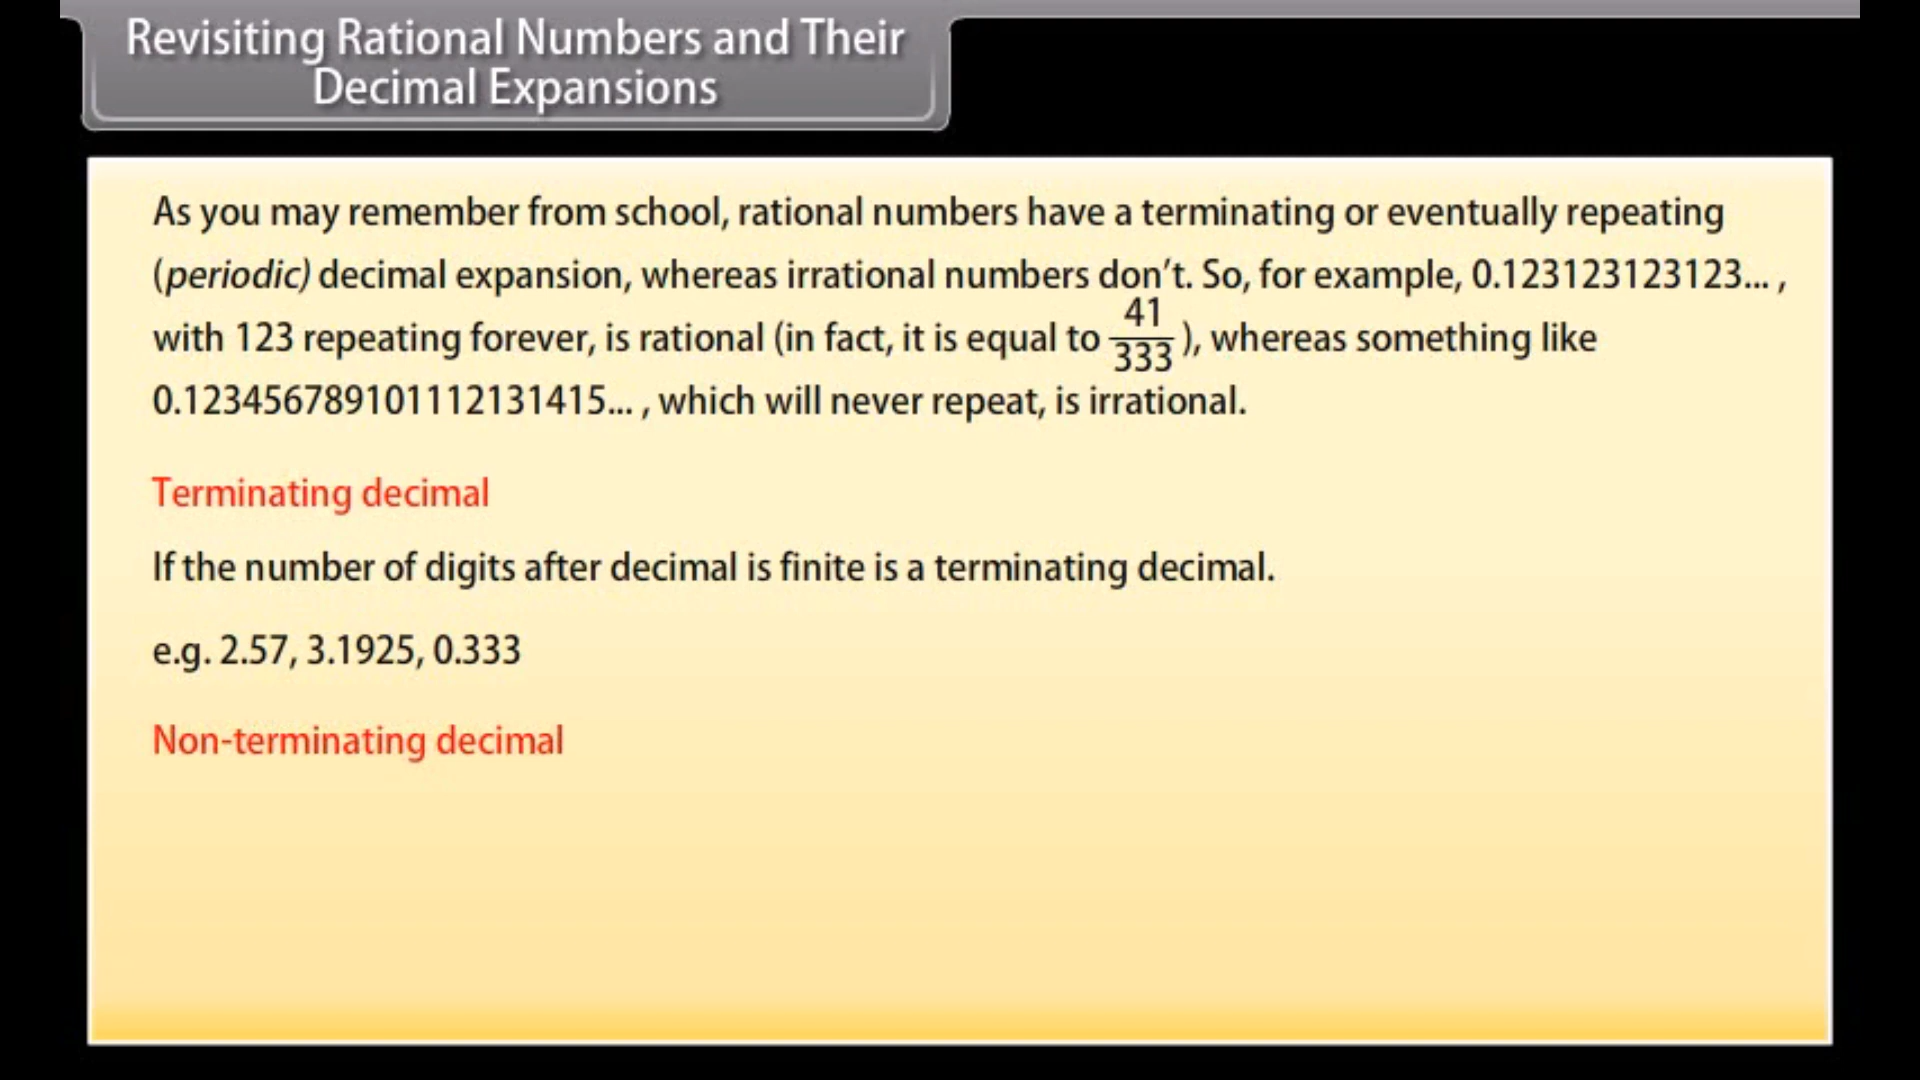 Revisiting Rational Numbers and Their
Decimal Expansions
As you may remember from school, rational numbers have a terminating or eventually repeating
(periodic) decimal expansion, whereas irrational numbers don't. So, for example, 0.123123123123... ,
with 123 repeating forever, is rational (in fact, it is equal to 41/333), whereas something like
0.123456789101112131415... , which will never repeat, is irrational.
Terminating decimal
If the number of digits after decimal is finite is a terminating decimal.
e.g. 2.57, 3.1925, 0.333
Non-terminating decimal